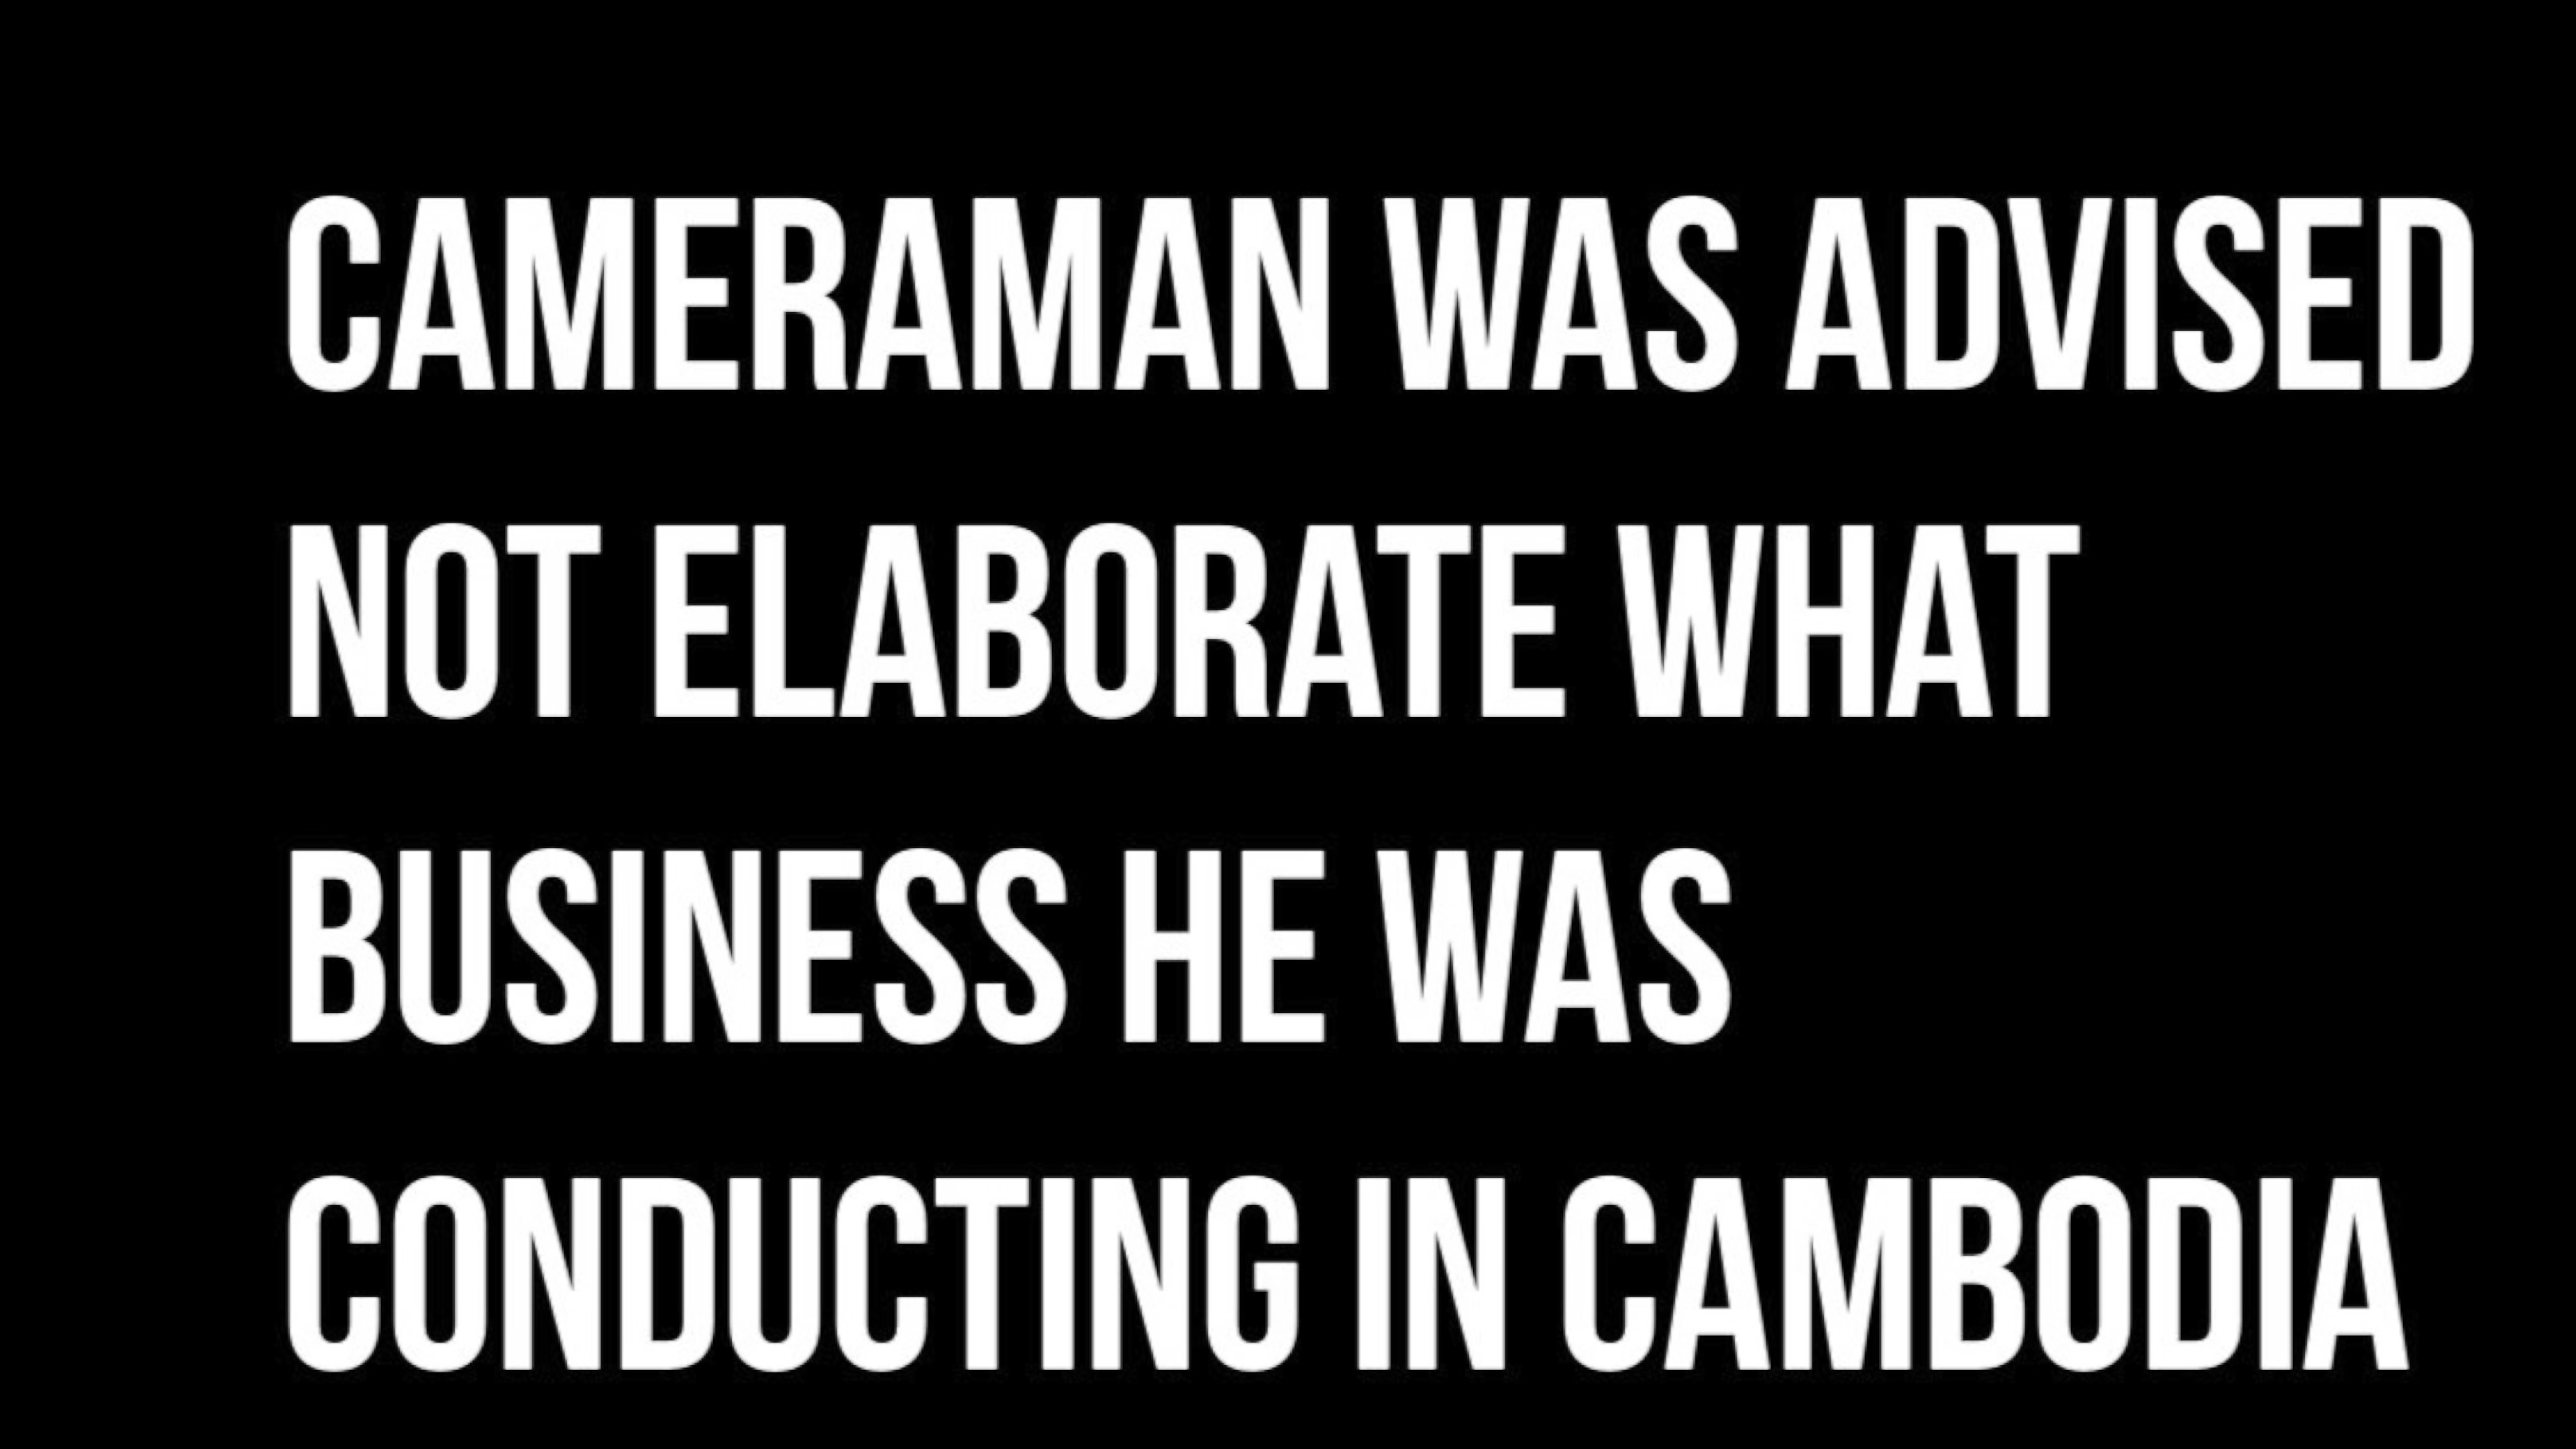 CAMERAMAN WAS ADVISED
NOT ELABORATE WHAT
BUSINESS HE WAS
CONDUCTING IN CAMBODIA